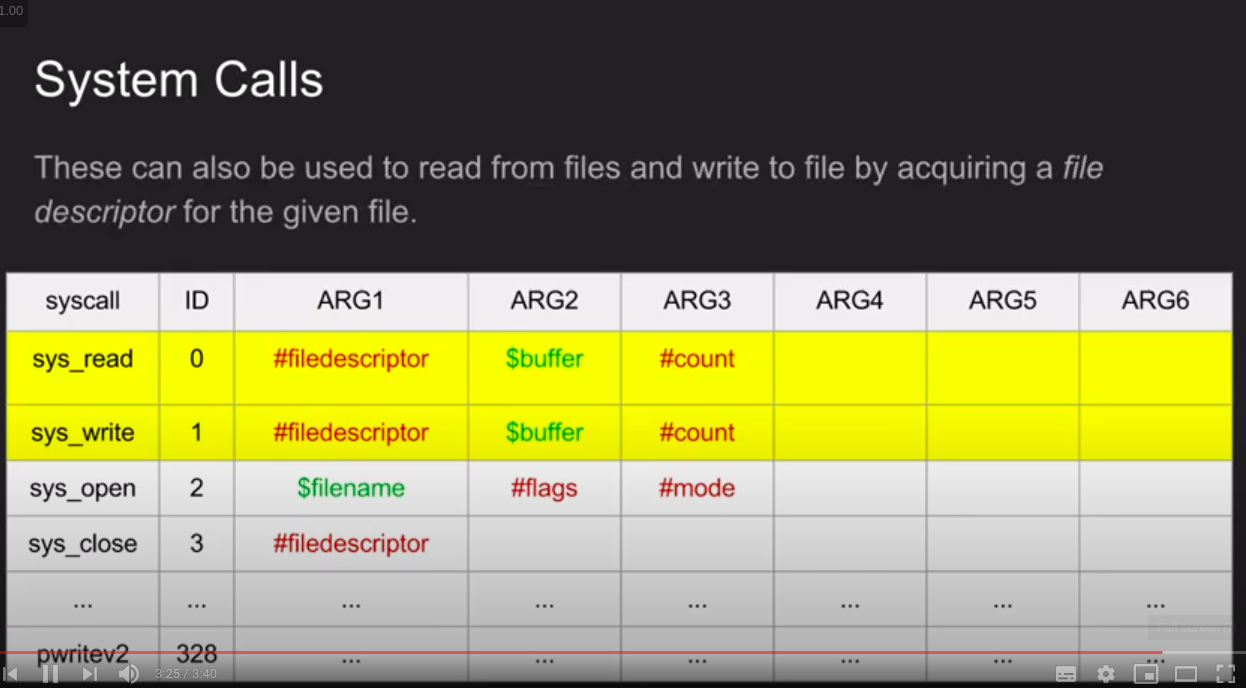 1.00
System Calls
These can also be used to read from files and write to file by acquiring a file
descriptor for the given file.
syscall ID ARG1 ARG2 ARG3 ARG4 ARG5 ARG6
sys_read 0 #filedescriptor $buffer #count
sys_write 1 #filedescriptor $buffer #count
sys_open 2 $filename #flags #mode
sys_close 3 #filedescriptor
... ... ... ... ... ... ... ...
Full screen
pwritev2 328 ... ... ... ... ... ...
3:25 / 3:40